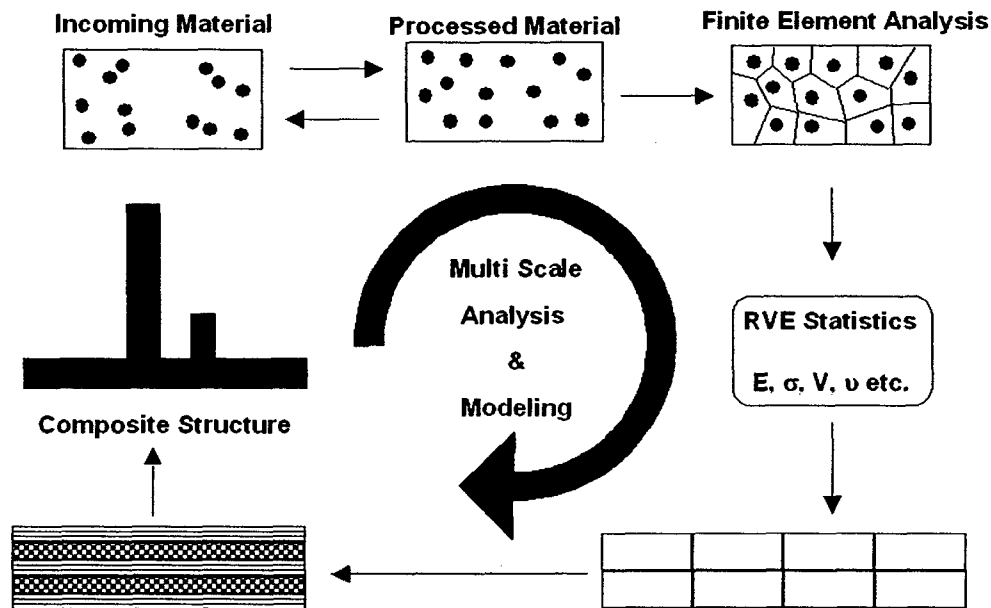 Incoming Material
Processed Material
Finite Element Analysis
Multi Scale
Analysis
&
Modeling
RVE Statistics
E, σ, V, υ etc.
Composite Structure